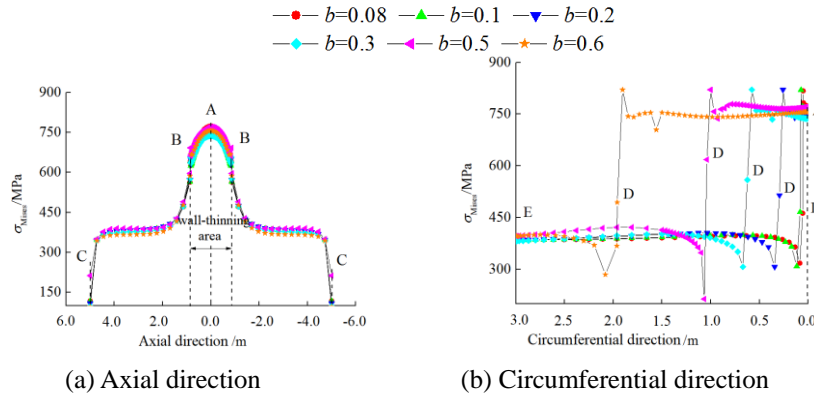 b=0.08 b=0.1 b=0.2
b=0.3 b=0.5 b=0.6
900
750
600
450
300
150
σMises /MPa
A
B B
wall-thinning
area
C C
6.0 4.0 2.0 0.0 -2.0 -4.0 -6.0
Axial direction /m
(a) Axial direction
900
750
600
450
300
σMises /MPa
E D D D D
3.0 2.5 2.0 1.5 1.0 0.5 0.0
Circumferential direction /m
(b) Circumferential direction